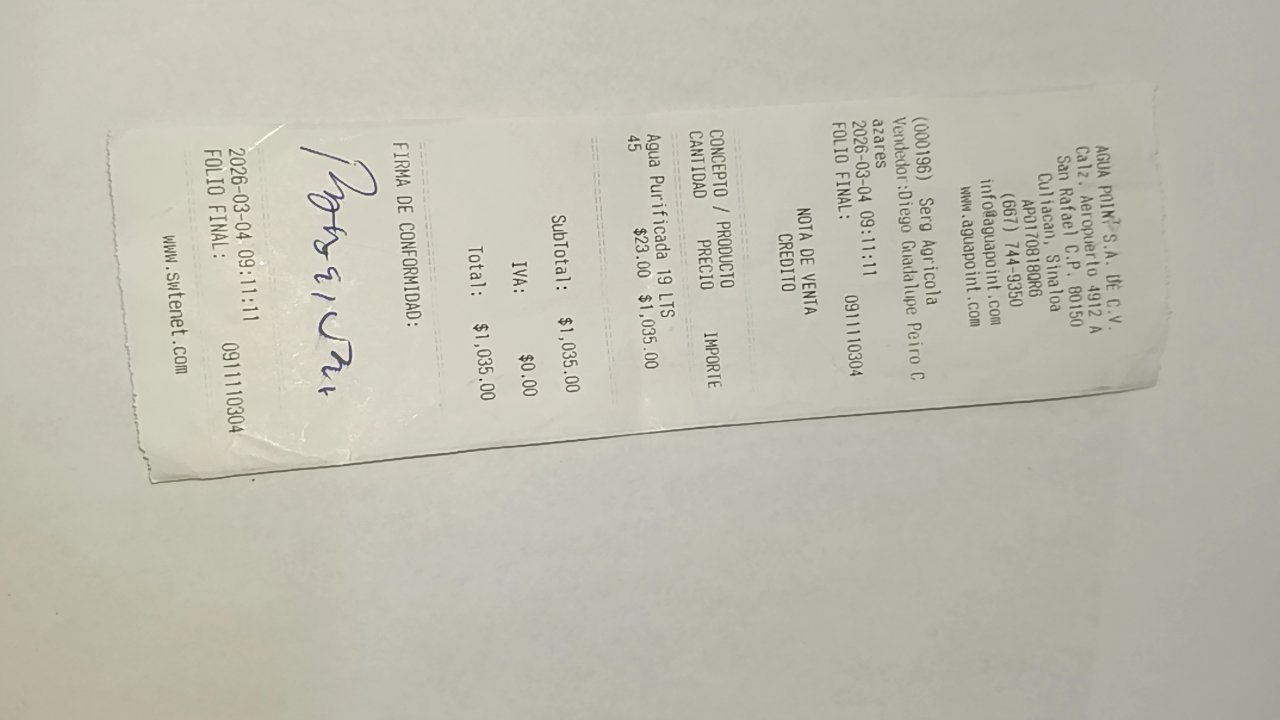 AGUA POINT S.A. DE C.V.
Calz. Aeropuerto 4912 A
San Rafael C.P. 80150
Culiacan, Sinaloa
APO170818QR6
(667) 744-9350
info@aguapoint.com
www.aguapoint.com
(000196) Serg Agricola
Vendedor:Diego Guadalupe Peiro C
azares
2026-03-04 09:11:11
FOLIO FINAL: 0911110304
NOTA DE VENTA
CREDITO
CONCEPTO / PRODUCTO
CANTIDAD PRECIO IMPORTE
Agua Purificada 19 LTS
45 $23.00 $1,035.00
SubTotal: $1,035.00
IVA: $0.00
Total: $1,035.00
FIRMA DE CONFORMIDAD:
2026-03-04 09:11:11
FOLIO FINAL: 0911110304
www.swtenet.com